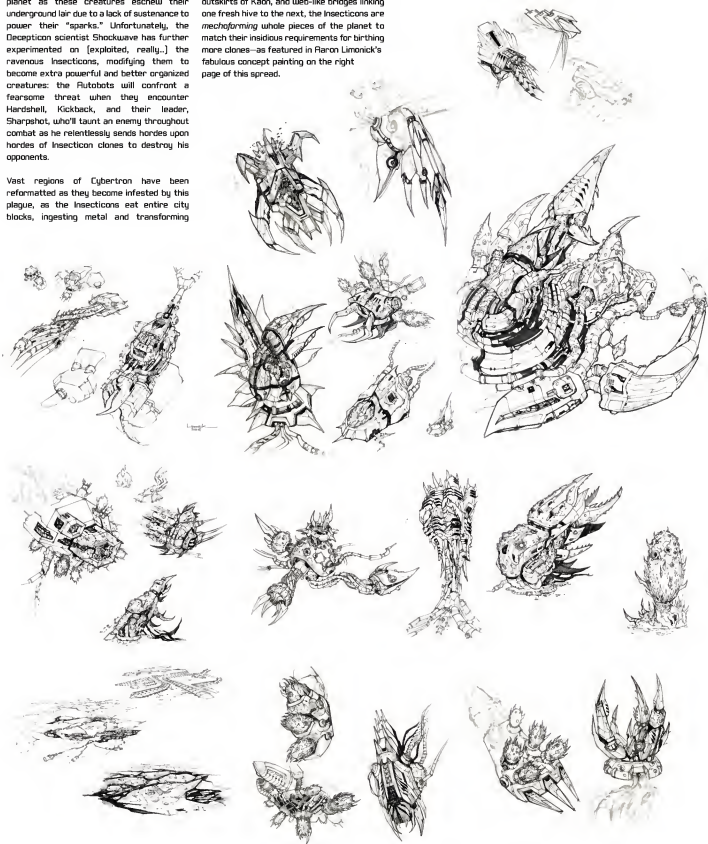 planet as these creatures eschew their
underground lair due to a lack of sustenance to
power their "sparks." Unfortunately, the
Decepticon scientist Shockwave has further
experimented on [exploited, really..] the
ravenous Insecticons, modifying them to
become extra powerful and better organized
creatures: the Autobots will confront a
fearsome threat when they encounter
Hardshell, Kickback, and their leader,
Sharpshot, who'll taunt an enemy throughout
combat as he relentlessly sends hordes upon
hordes of Insecticon clones to destroy his
opponents.
Vast regions of Cybertron have been
reformatted as they become infested by this
plague, as the Insecticons eat entire city
blocks, ingesting metal and transforming
outskirts of Kaon, and web-like bridges linking
one fresh hive to the next, the Insecticons are
mechaforming whole pieces of the planet to
match their insidious requirements for birthing
more clones—as featured in Aaron Limonick's
fabulous concept painting on the right
page of this spread.